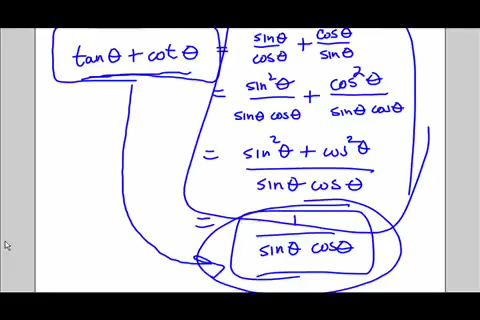 tanθ + cotθ = sinθ/cosθ + cosθ/sinθ
= sin²θ/(sinθ cosθ) + cos²θ/(sinθ cosθ)
= (sin²θ + cos²θ)/(sinθ cosθ)
= 1/(sinθ cosθ)